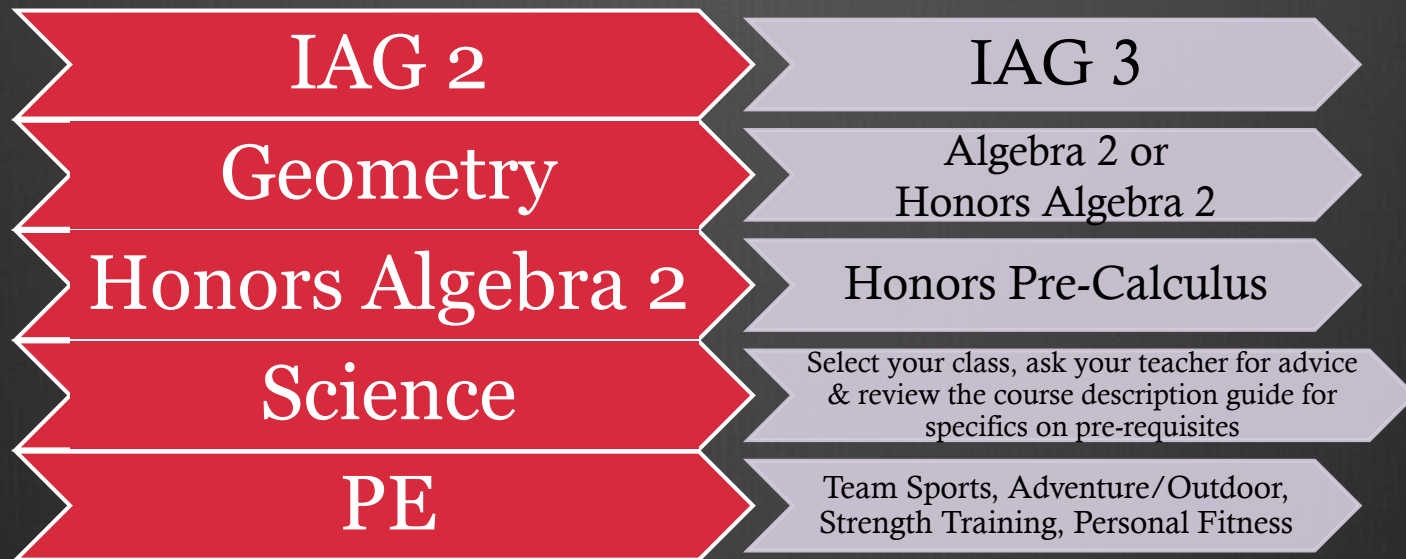 IAG 2
IAG 3
Geometry
Algebra 2 or
Honors Algebra 2
Honors Algebra 2
Honors Pre-Calculus
Science
Select your class, ask your teacher for advice
& review the course description guide for
specifics on pre-requisites
PE
Team Sports, Adventure/Outdoor,
Strength Training, Personal Fitness